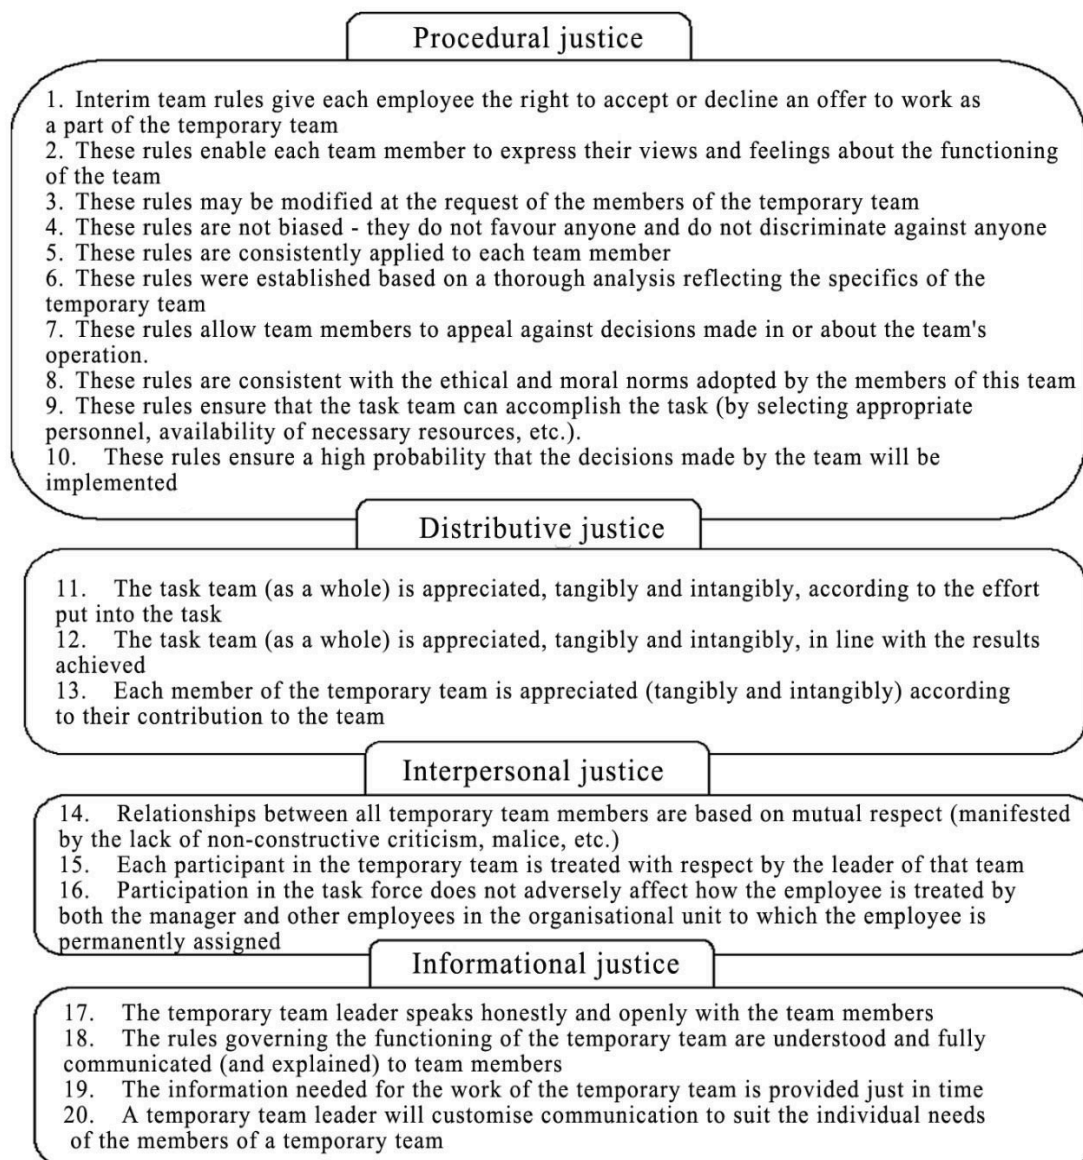 Procedural justice
1. Interim team rules give each employee the right to accept or decline an offer to work as
a part of the temporary team
2. These rules enable each team member to express their views and feelings about the functioning
of the team
3. These rules may be modified at the request of the members of the temporary team
4. These rules are not biased - they do not favour anyone and do not discriminate against anyone
5. These rules are consistently applied to each team member
6. These rules were established based on a thorough analysis reflecting the specifics of the
temporary team
7. These rules allow team members to appeal against decisions made in or about the team's
operation.
8. These rules are consistent with the ethical and moral norms adopted by the members of this team
9. These rules ensure that the task team can accomplish the task (by selecting appropriate
personnel, availability of necessary resources, etc.).
10. These rules ensure a high probability that the decisions made by the team will be
implemented
Distributive justice
11. The task team (as a whole) is appreciated, tangibly and intangibly, according to the effort
put into the task
12. The task team (as a whole) is appreciated, tangibly and intangibly, in line with the results
achieved
13. Each member of the temporary team is appreciated (tangibly and intangibly) according
to their contribution to the team
Interpersonal justice
14. Relationships between all temporary team members are based on mutual respect (manifested
by the lack of non-constructive criticism, malice, etc.)
15. Each participant in the temporary team is treated with respect by the leader of that team
16. Participation in the task force does not adversely affect how the employee is treated by
both the manager and other employees in the organisational unit to which the employee is
permanently assigned
Informational justice
17. The temporary team leader speaks honestly and openly with the team members
18. The rules governing the functioning of the temporary team are understood and fully
communicated (and explained) to team members
19. The information needed for the work of the temporary team is provided just in time
20. A temporary team leader will customise communication to suit the individual needs
of the members of a temporary team